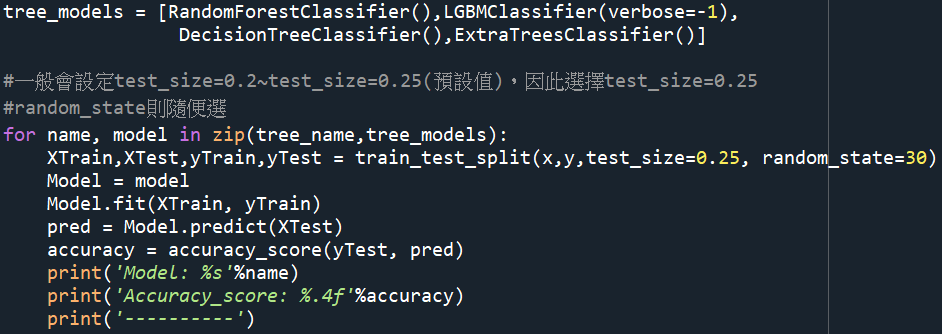 tree_models = [RandomForestClassifier(),LGBMClassifier(verbose=-1),
               DecisionTreeClassifier(),ExtraTreesClassifier()]
#一般會設定test_size=0.2~test_size=0.25(預設值)，因此選擇test_size=0.25
#random_state則隨便選
for name, model in zip(tree_name,tree_models):
    XTrain,XTest,yTrain,yTest = train_test_split(x,y,test_size=0.25, random_state=30)
    Model = model
    Model.fit(XTrain, yTrain)
    pred = Model.predict(XTest)
    accuracy = accuracy_score(yTest, pred)
    print('Model: %s'%name)
    print('Accuracy_score: %.4f'%accuracy)
    print('----------')